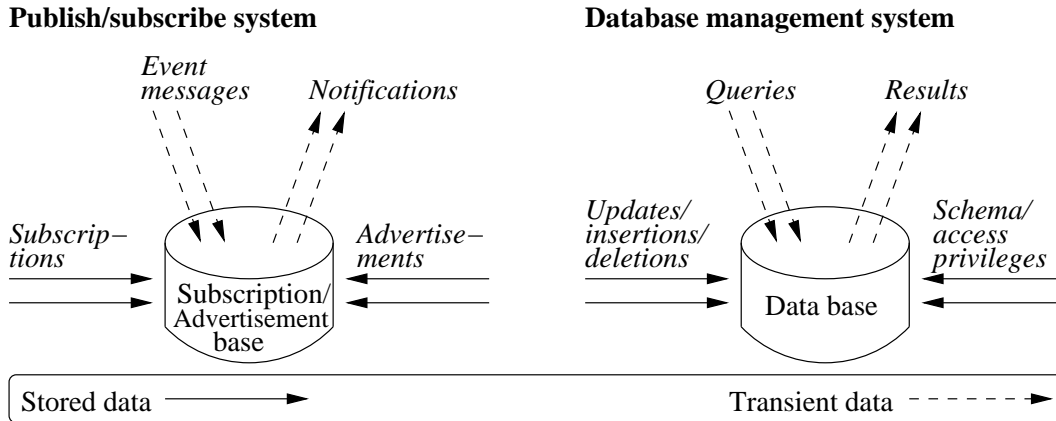 Publish/subscribe system
Event
messages
Notifications
Subscrip–
tions
Advertise–
ments
Subscription/
Advertisement
base
Database management system
Queries
Results
Updates/
insertions/
deletions
Schema/
access
privileges
Data base
Stored data
Transient data